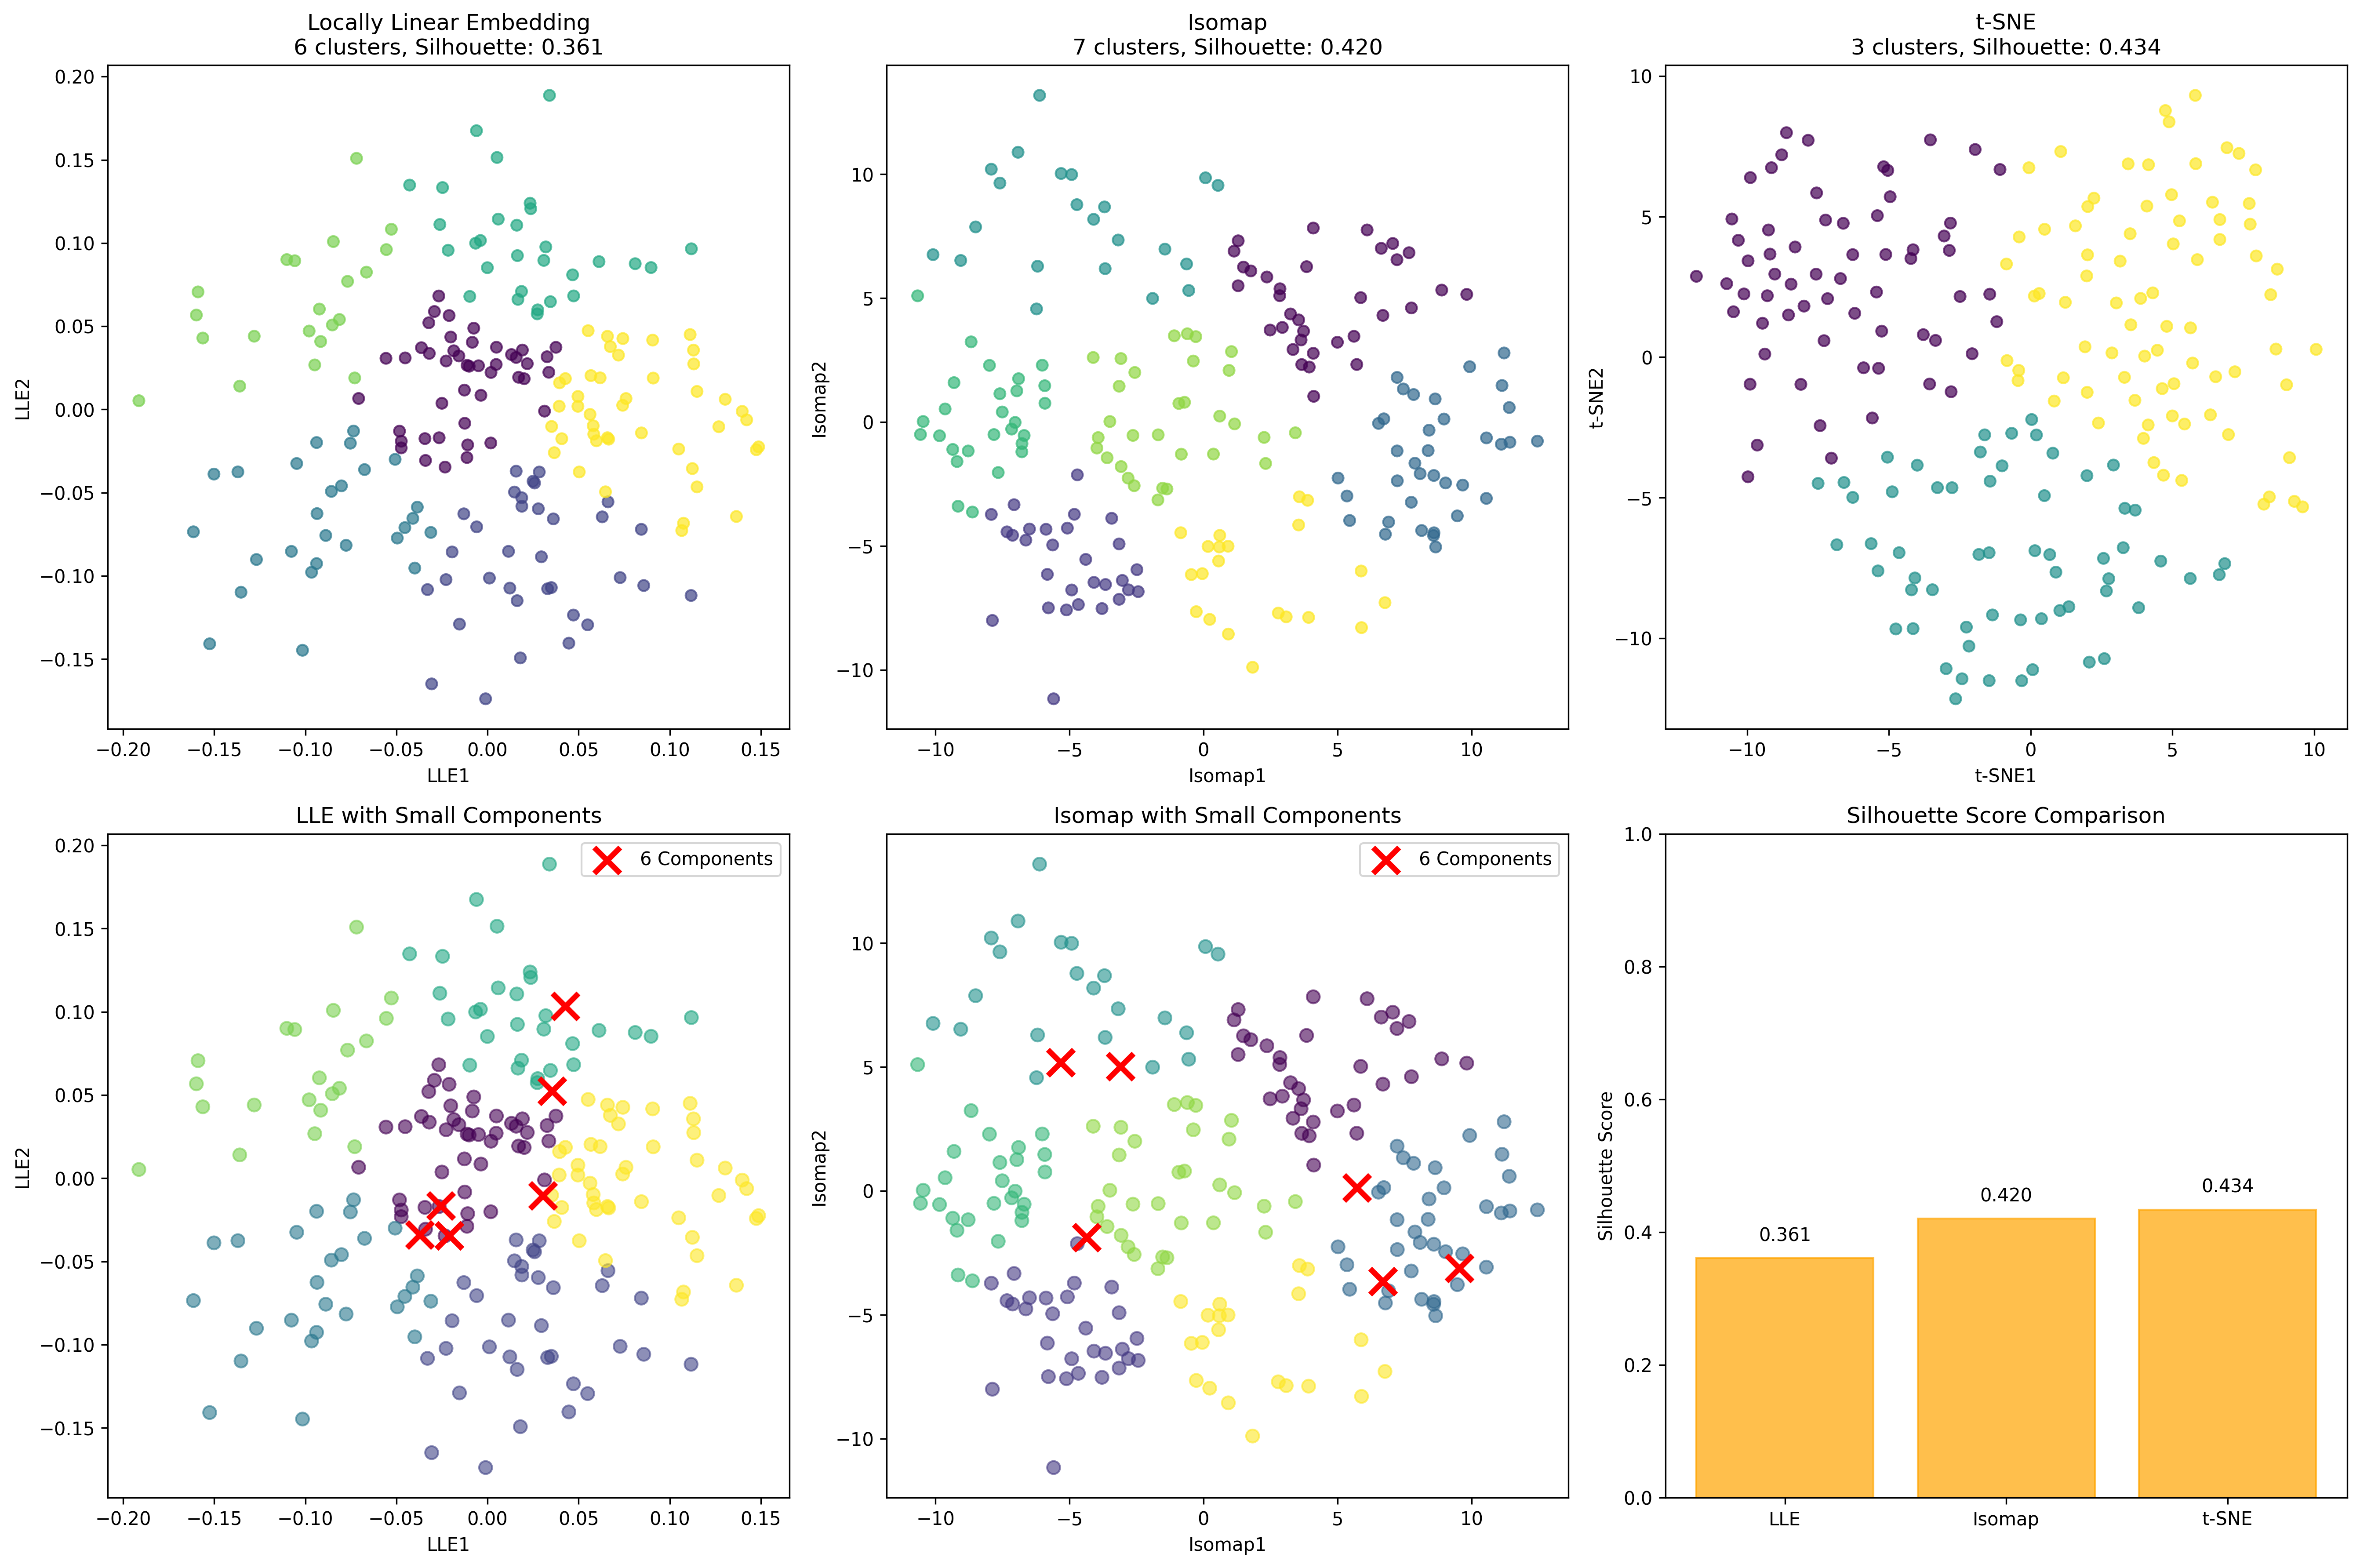 Locally Linear Embedding
6 clusters, Silhouette: 0.361
0.20
0.15
0.10
0.05
0.00
−0.05
−0.10
−0.15
LLE2
−0.20
−0.15
−0.10
−0.05
0.00
0.05
0.10
0.15
LLE1
Isomap
7 clusters, Silhouette: 0.420
10
5
0
−5
−10
Isomap2
−10
−5
0
5
10
Isomap1
t-SNE
3 clusters, Silhouette: 0.434
10
5
0
−5
−10
t-SNE2
−10
−5
0
5
10
t-SNE1
LLE with Small Components
6 Components
0.20
0.15
0.10
0.05
0.00
−0.05
−0.10
−0.15
LLE2
−0.20
−0.15
−0.10
−0.05
0.00
0.05
0.10
0.15
LLE1
Isomap with Small Components
6 Components
10
5
0
−5
−10
Isomap2
−10
−5
0
5
10
Isomap1
Silhouette Score Comparison
1.0
0.8
0.6
0.4
0.2
0.0
Silhouette Score
0.361
0.420
0.434
LLE
Isomap
t-SNE